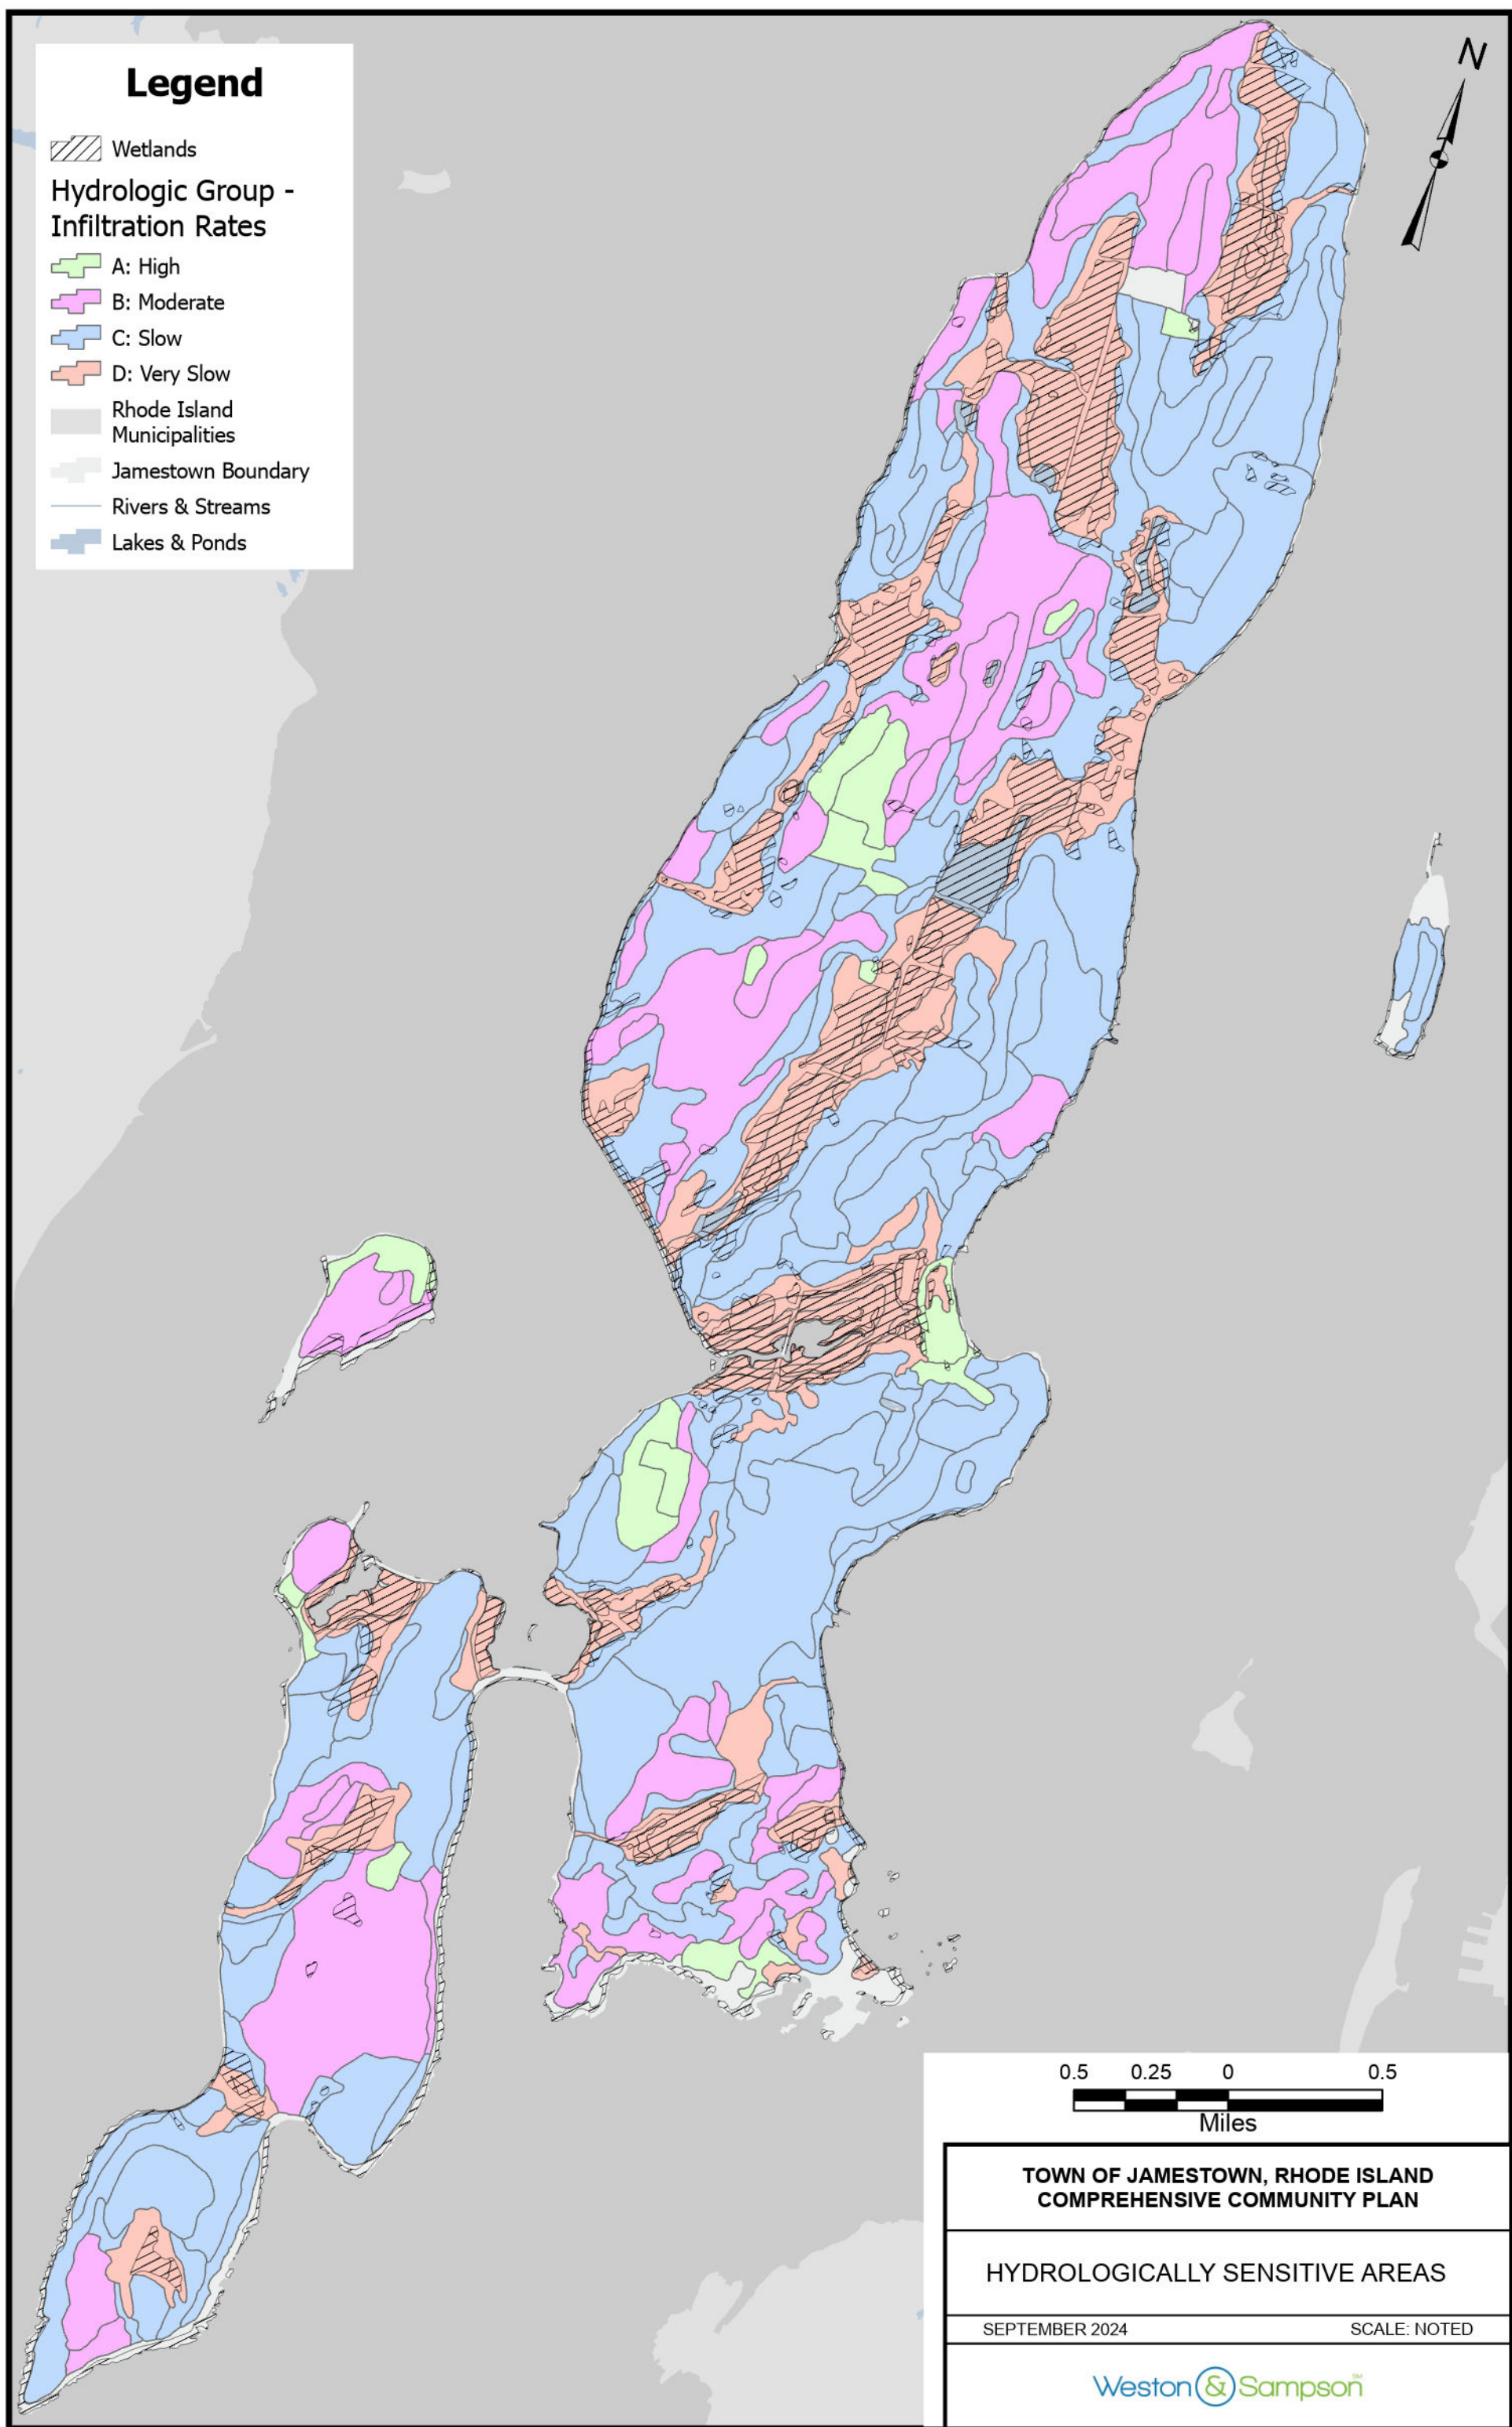 Legend
Wetlands
Hydrologic Group -
Infiltration Rates
A: High
B: Moderate
C: Slow
D: Very Slow
Rhode Island
Municipalities
Jamestown Boundary
Rivers & Streams
Lakes & Ponds
N
0.5 0.25 0 0.5
Miles
TOWN OF JAMESTOWN, RHODE ISLAND
COMPREHENSIVE COMMUNITY PLAN
HYDROLOGICALLY SENSITIVE AREAS
SEPTEMBER 2024 SCALE: NOTED
Weston & Sampson℠